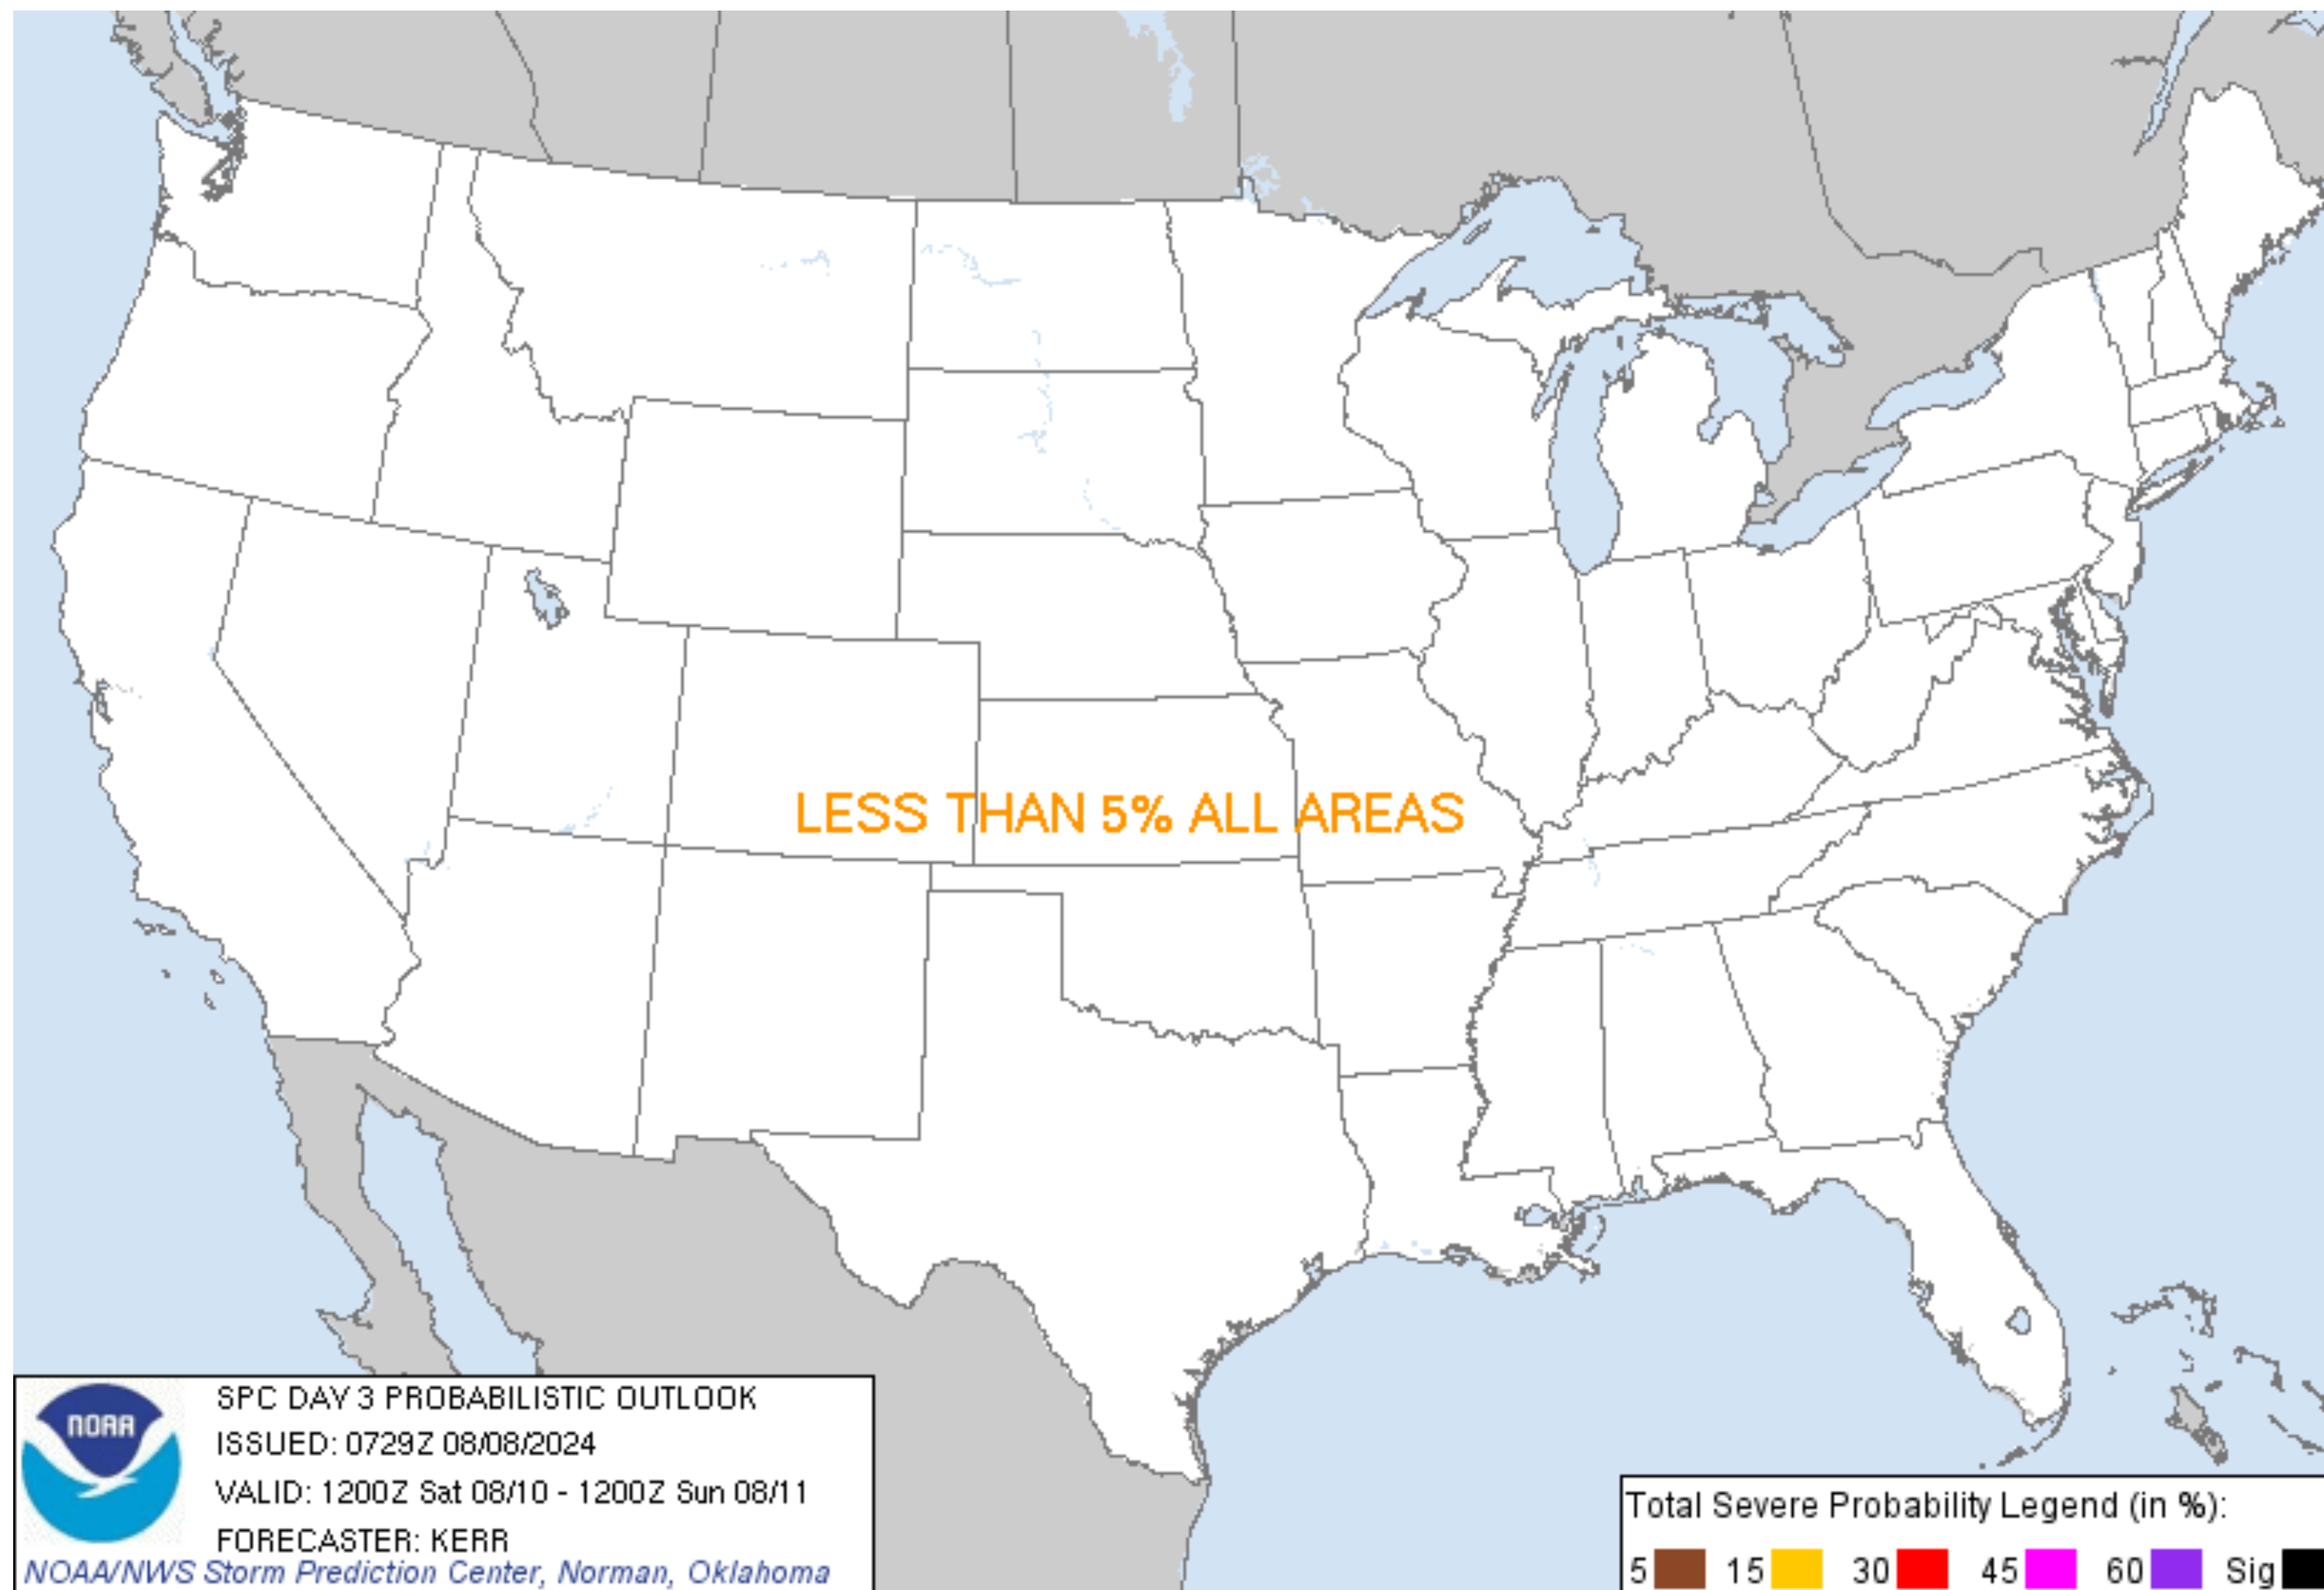 LESS THAN 5% ALL AREAS
NOAA
SPC DAY 3 PROBABILISTIC OUTLOOK
ISSUED: 0729Z 08/08/2024
VALID: 1200Z Sat 08/10 - 1200Z Sun 08/11
FORECASTER: KERR
NOAA/NWS Storm Prediction Center, Norman, Oklahoma
Total Severe Probability Legend (in %):
5 15 30 45 60 Sig